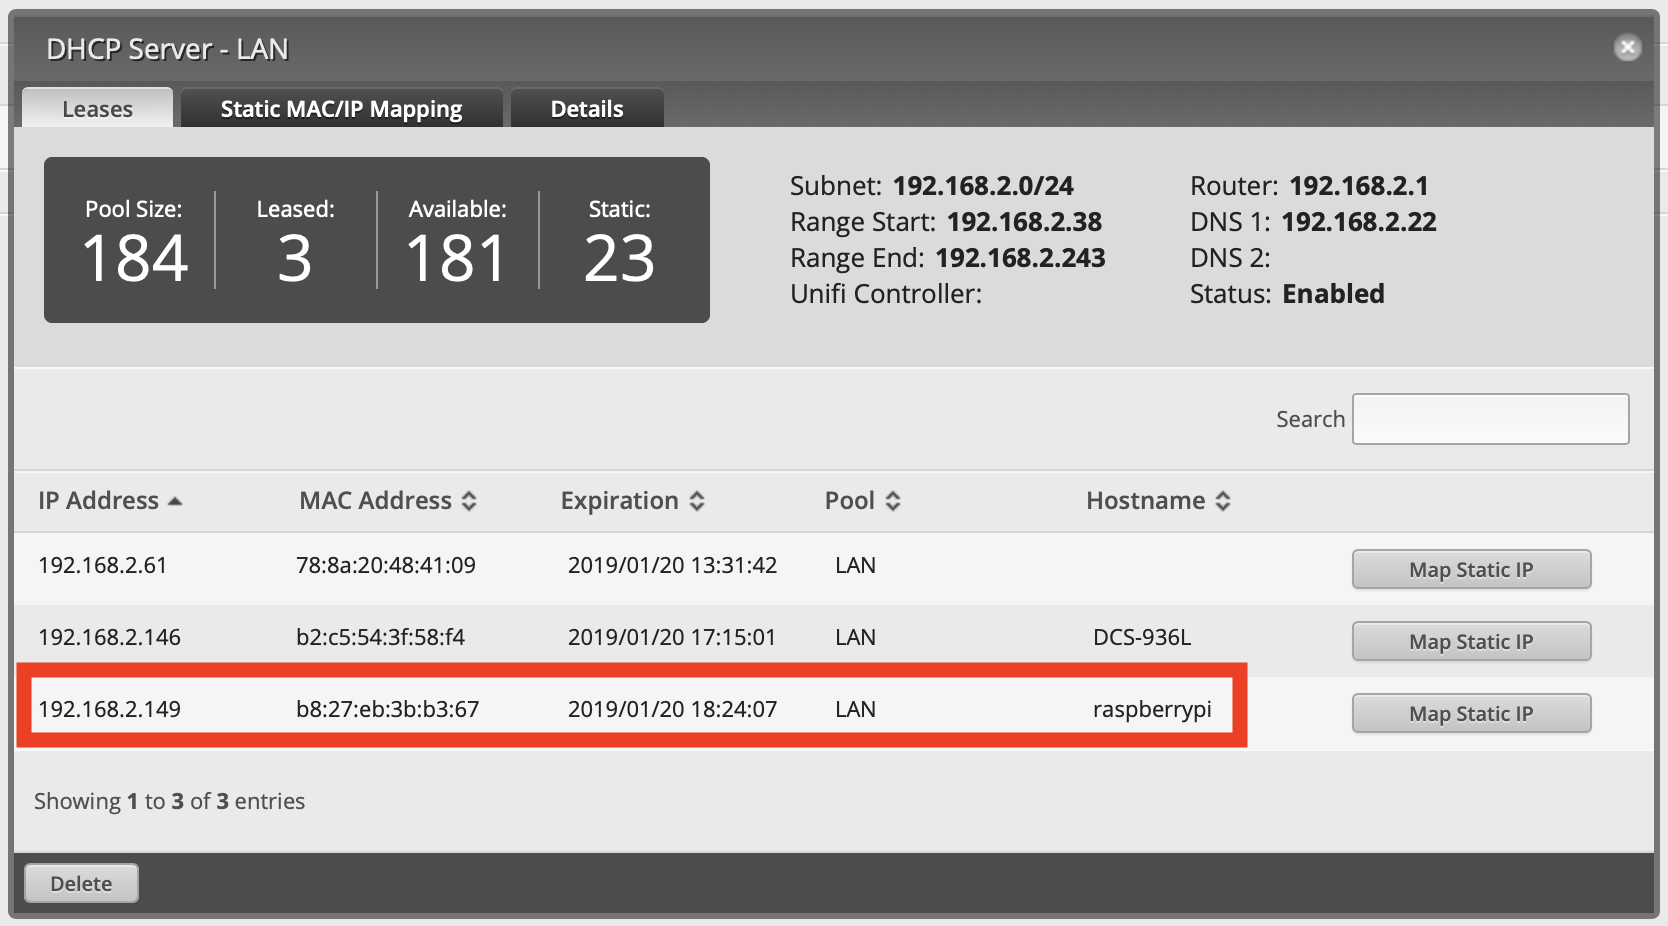 DHCP Server - LAN
Leases Static MAC/IP Mapping Details
Pool Size: Leased: Available: Static:
184 3 181 23
Subnet: 192.168.2.0/24
Range Start: 192.168.2.38
Range End: 192.168.2.243
Unifi Controller:
Router: 192.168.2.1
DNS 1: 192.168.2.22
DNS 2:
Status: Enabled
Search
IP Address MAC Address Expiration Pool Hostname
192.168.2.61 78:8a:20:48:41:09 2019/01/20 13:31:42 LAN Map Static IP
192.168.2.146 b2:c5:54:3f:58:f4 2019/01/20 17:15:01 LAN DCS-936L Map Static IP
192.168.2.149 b8:27:eb:3b:b3:67 2019/01/20 18:24:07 LAN raspberrypi Map Static IP
Showing 1 to 3 of 3 entries
Delete